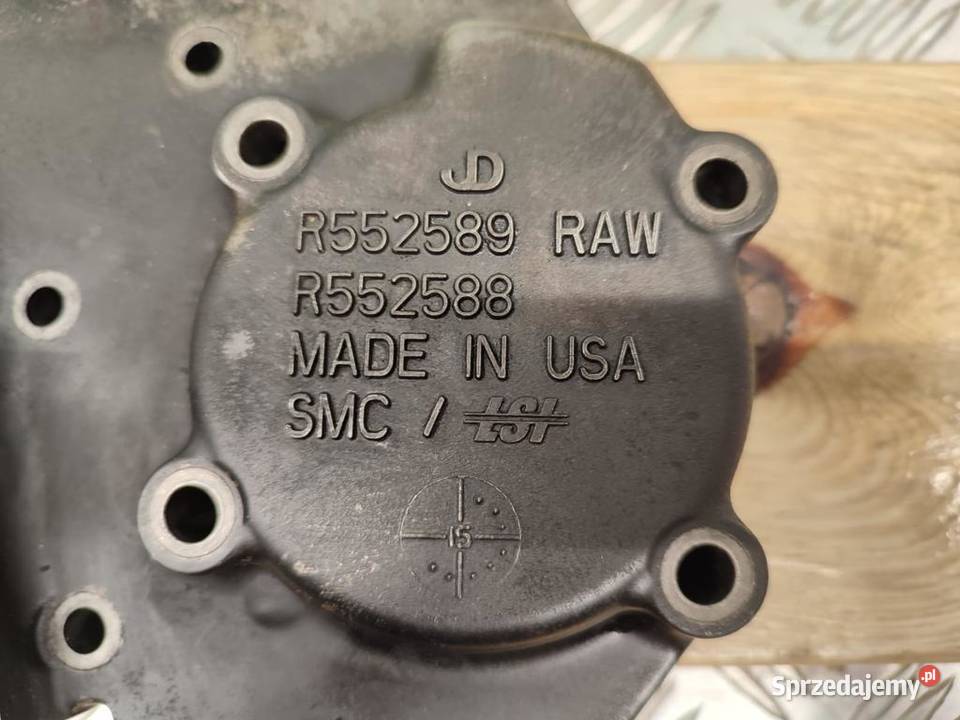 JD
R552589 RAW
R552588
MADE IN USA
SMC / LSI
15
Sprzedajemy.pl